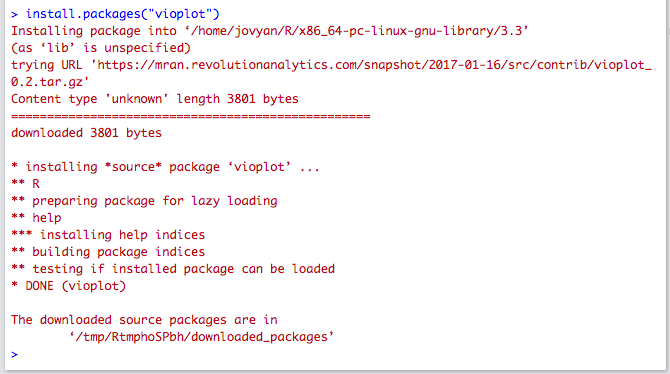 > install.packages("vioplot")
Installing package into ‘/home/jovyan/R/x86_64-pc-linux-gnu-library/3.3’
(as ‘lib’ is unspecified)
trying URL 'https://mran.revolutionanalytics.com/snapshot/2017-01-16/src/contrib/vioplot_
0.2.tar.gz'
Content type 'unknown' length 3801 bytes
==================================================
downloaded 3801 bytes

* installing *source* package ‘vioplot’ ...
** R
** preparing package for lazy loading
** help
*** installing help indices
** building package indices
** testing if installed package can be loaded
* DONE (vioplot)

The downloaded source packages are in
        ‘/tmp/RtmphoSPbh/downloaded_packages’
>